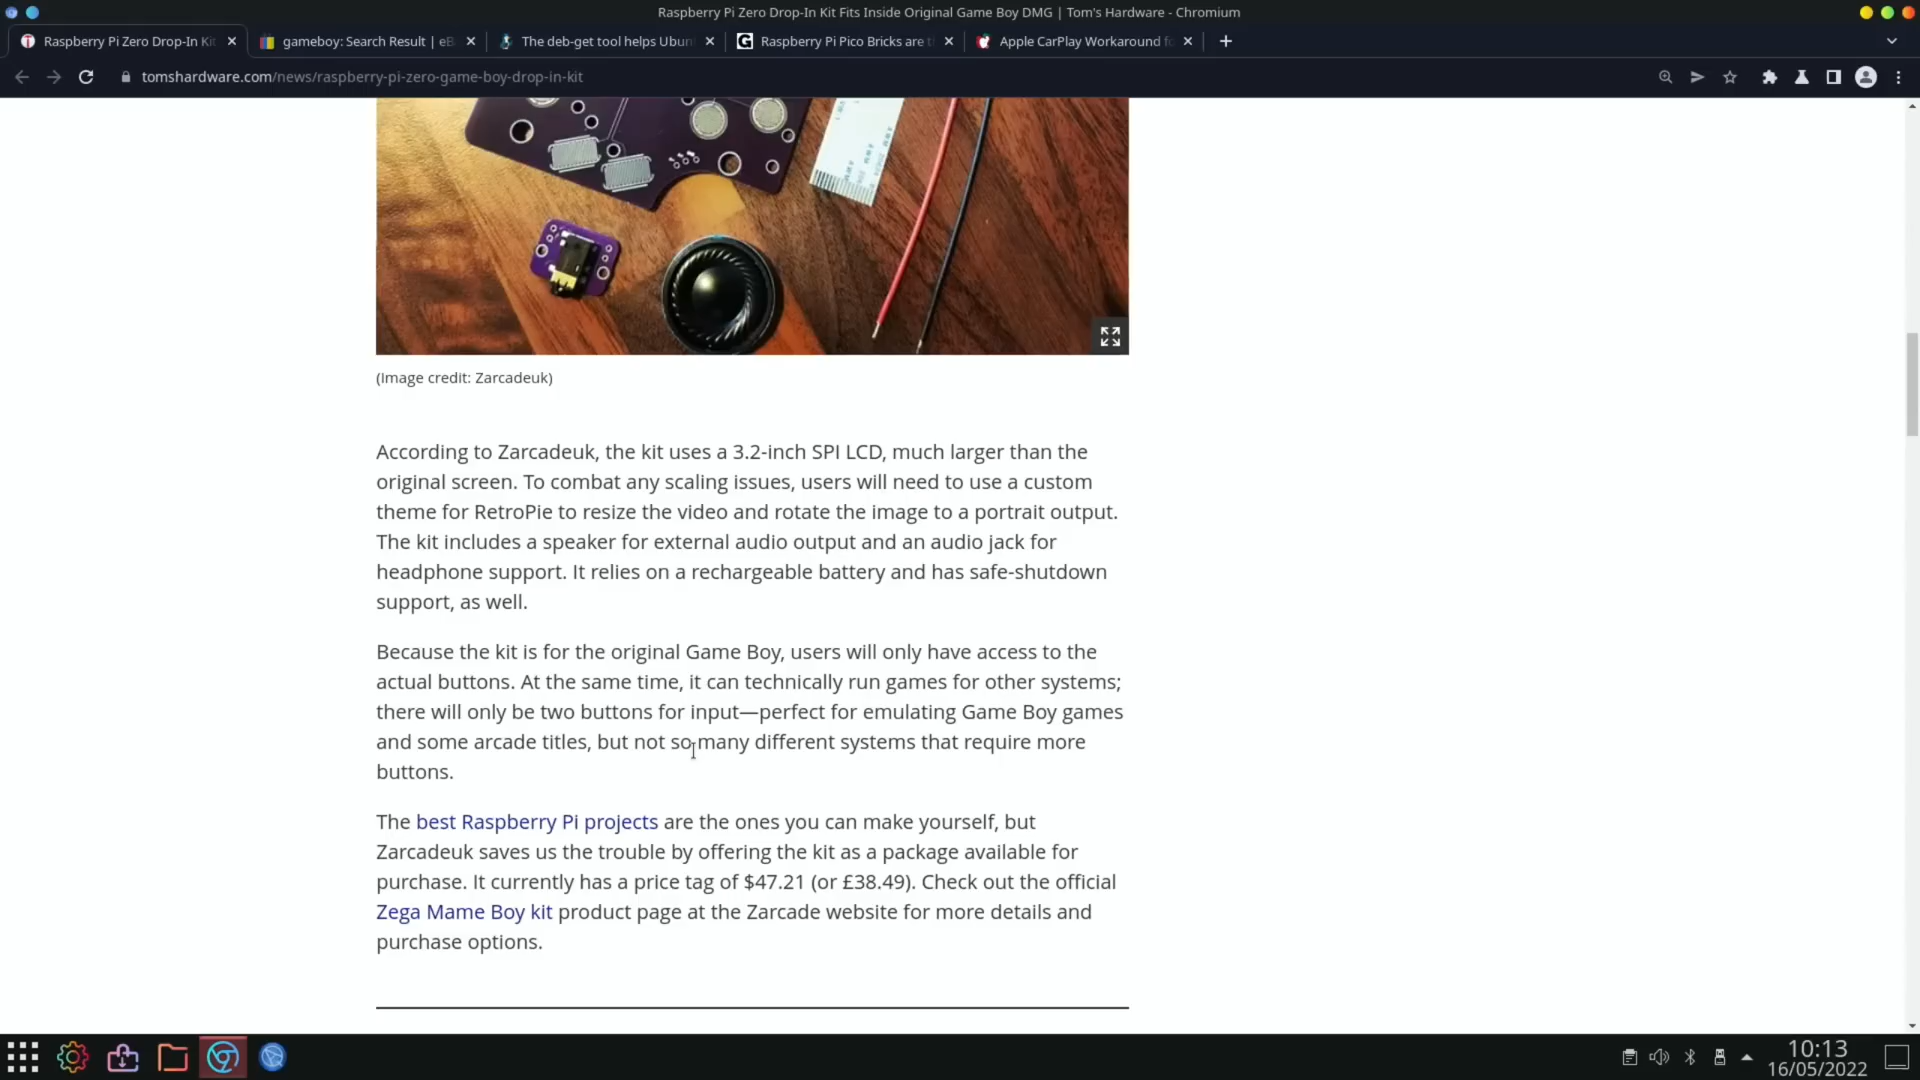 Raspberry Pi Zero Drop-In Kit Fits Inside Original Game Boy DMG | Tom's Hardware - Chromium
Raspberry Pi Zero Drop-In Kit
gameboy: Search Result | eB
The deb-get tool helps Ubun
Raspberry Pi Pico Bricks are t
Apple CarPlay Workaround fo
tomshardware.com/news/raspberry-pi-zero-game-boy-drop-in-kit
(Image credit: Zarcadeuk)
According to Zarcadeuk, the kit uses a 3.2-inch SPI LCD, much larger than the
original screen. To combat any scaling issues, users will need to use a custom
theme for RetroPie to resize the video and rotate the image to a portrait output.
The kit includes a speaker for external audio output and an audio jack for
headphone support. It relies on a rechargeable battery and has safe-shutdown
support, as well.
Because the kit is for the original Game Boy, users will only have access to the
actual buttons. At the same time, it can technically run games for other systems;
there will only be two buttons for input—perfect for emulating Game Boy games
and some arcade titles, but not so many different systems that require more
buttons.
The best Raspberry Pi projects are the ones you can make yourself, but
Zarcadeuk saves us the trouble by offering the kit as a package available for
purchase. It currently has a price tag of $47.21 (or £38.49). Check out the official
Zega Mame Boy kit product page at the Zarcade website for more details and
purchase options.
10:13
16/05/2022